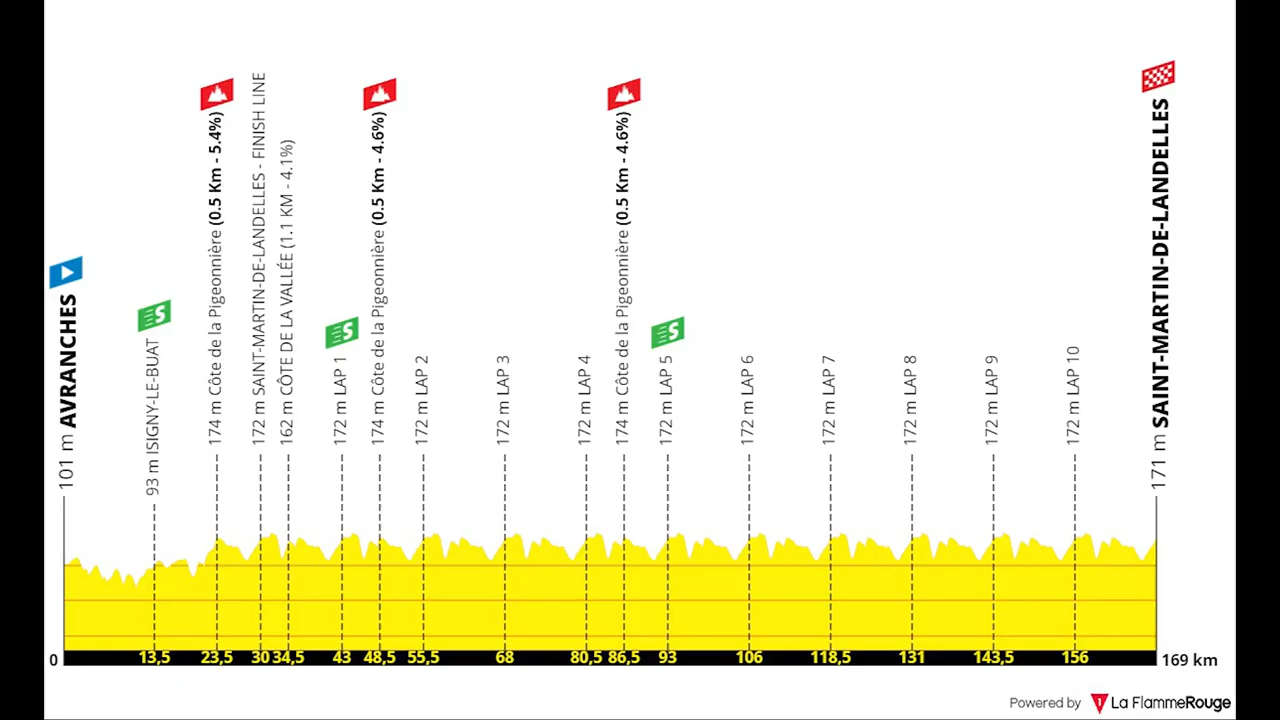 101 m AVRANCHES
93 m ISIGNY-LE-BUAT
174 m Côte de la Pigeonnière (0.5 Km - 5.4%)
172 m SAINT-MARTIN-DE-LANDELLES - FINISH LINE
162 m CÔTE DE LA VALLÉE (1.1 KM - 4.1%)
172 m LAP 1
174 m Côte de la Pigeonnière (0.5 Km - 4.6%)
172 m LAP 2
172 m LAP 3
172 m LAP 4
174 m Côte de la Pigeonnière (0.5 Km - 4.6%)
172 m LAP 5
172 m LAP 6
172 m LAP 7
172 m LAP 8
172 m LAP 9
172 m LAP 10
171 m SAINT-MARTIN-DE-LANDELLES
S
S
S
0 13,5 23,5 30 34,5 43 48,5 55,5 68 80,5 86,5 93 106 118,5 131 143,5 156 169 km
Powered by La FlammeRouge